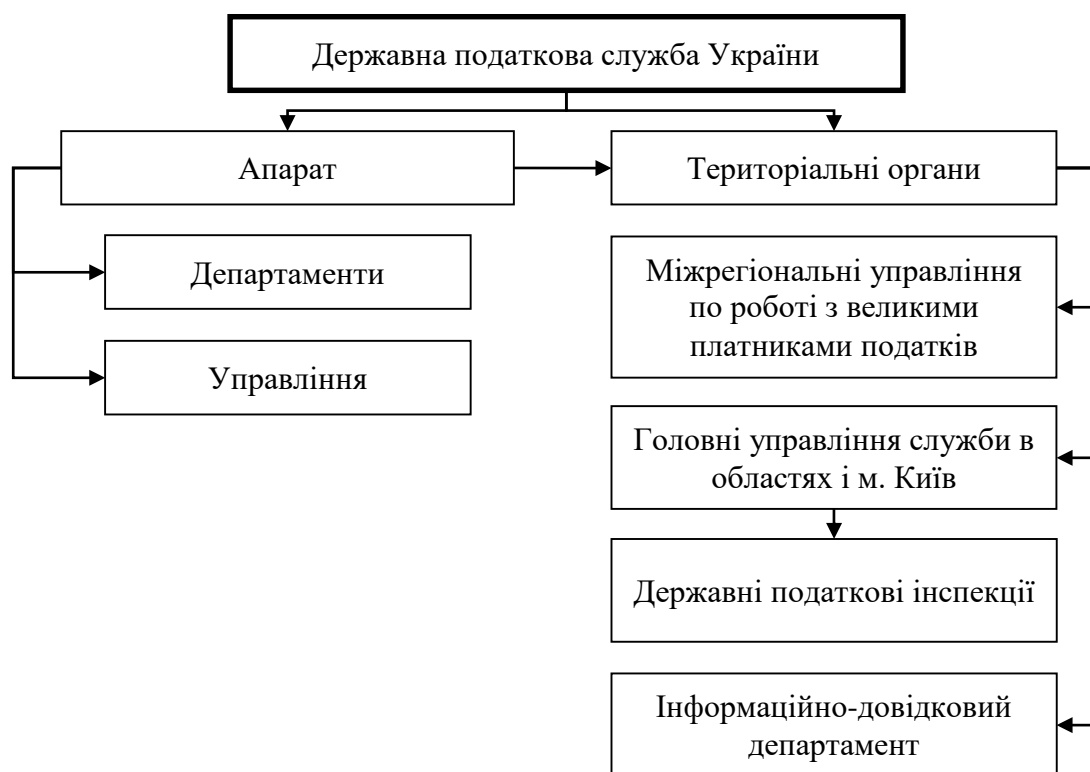 Державна податкова служба України
Апарат
Територіальні органи
Департаменти
Управління
Міжрегіональні управління
по роботі з великими
платниками податків
Головні управління служби в
областях і м. Київ
Державні податкові інспекції
Інформаційно-довідковий
департамент